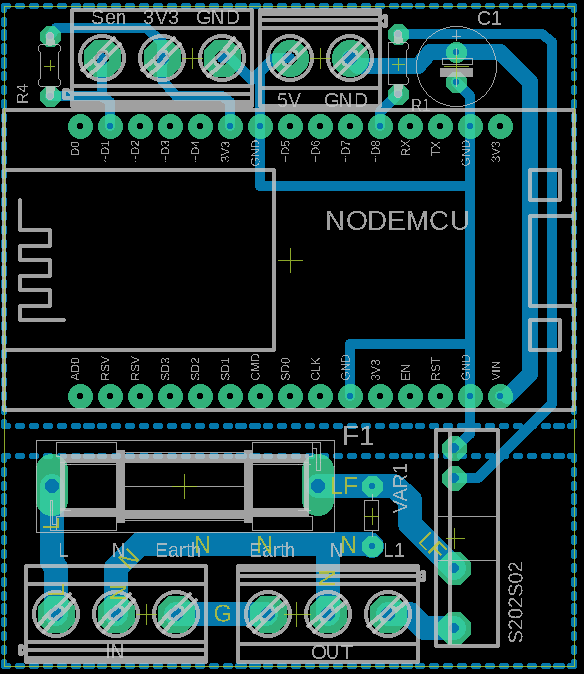 Sen 3V3 GND
C1
R4
5V GND
R1
D0 ~D1 ~D2 ~D3 ~D4 3V3 GND ~D5 ~D6 ~D7 ~D8 RX TX GND 3V3
NODEMCU
AD0 RSV RSV SD3 SD2 SD1 CMD SD0 CLK GND 3V3 EN RST GND VIN
F1
LF
VAR1
L
N N N
LF
L N Earth
Earth N L1
N
L N N
G
S202S02
IN OUT